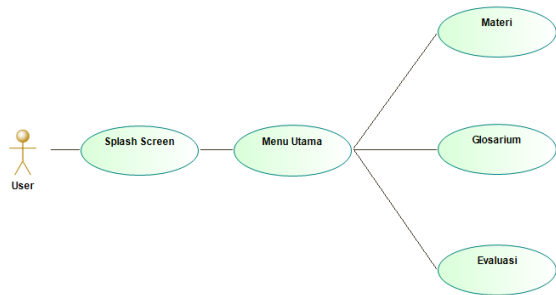 Materi
Splash Screen
Menu Utama
Glosarium
User
Evaluasi